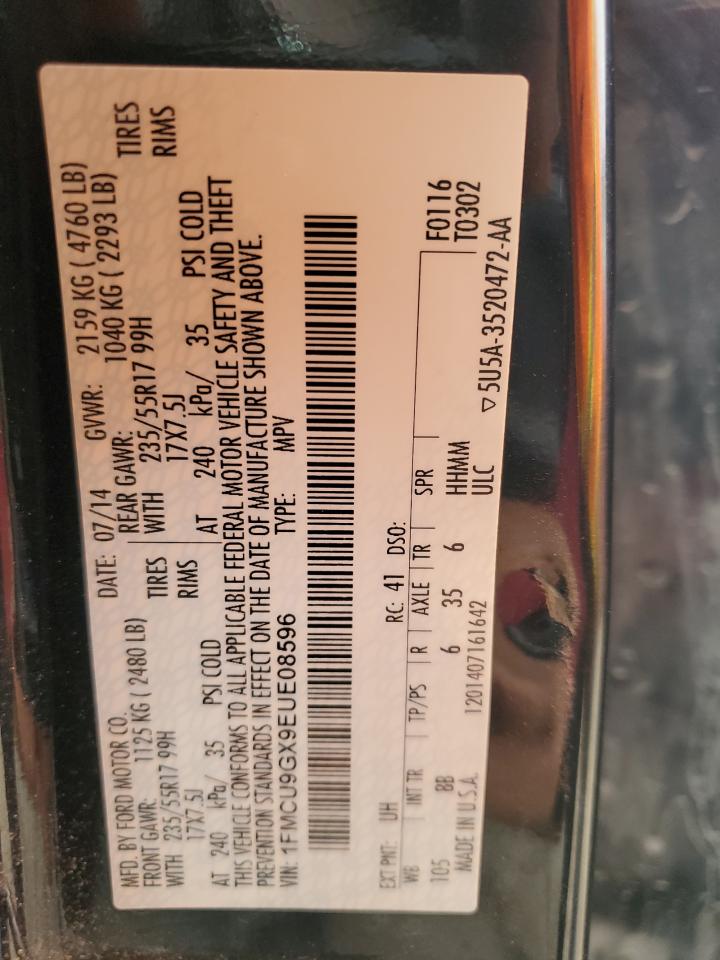 MFD. BY FORD MOTOR CO. DATE: 07/14 GVWR: 2159 KG ( 4760 LB)
FRONT GAWR: 1125 KG ( 2480 LB) REAR GAWR: 1040 KG ( 2293 LB)
WITH 235/55R17 99H TIRES WITH 235/55R17 99H TIRES
17X7.5J RIMS 17X7.5J RIMS
AT 240 kPa/ 35 PSI COLD AT 240 kPa/ 35 PSI COLD
THIS VEHICLE CONFORMS TO ALL APPLICABLE FEDERAL MOTOR VEHICLE SAFETY AND THEFT
PREVENTION STANDARDS IN EFFECT ON THE DATE OF MANUFACTURE SHOWN ABOVE.
VIN: 1FMCU9GX9EUE08596 TYPE: MPV
EXT PNT: UH RC: 41 DSO:
WB INT TR TP/PS R AXLE TR SPR F0116
105 8B 6 35 6 HHMM T0302
MADE IN U.S.A. 1201407161642 ULC
▽5U5A-3520472-AA